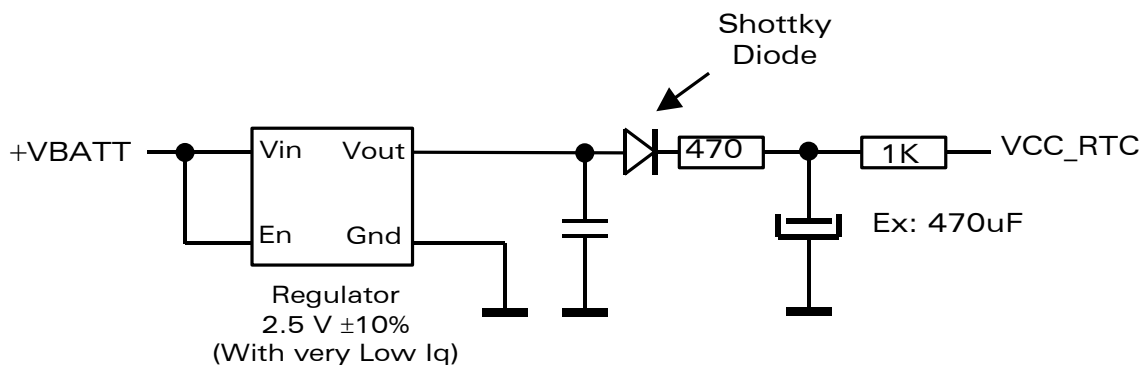 Shottky
Diode
+VBATT
Vin
Vout
470
1K
VCC_RTC
En
Gnd
Ex: 470uF
Regulator
2.5 V ±10%
(With very Low Iq)